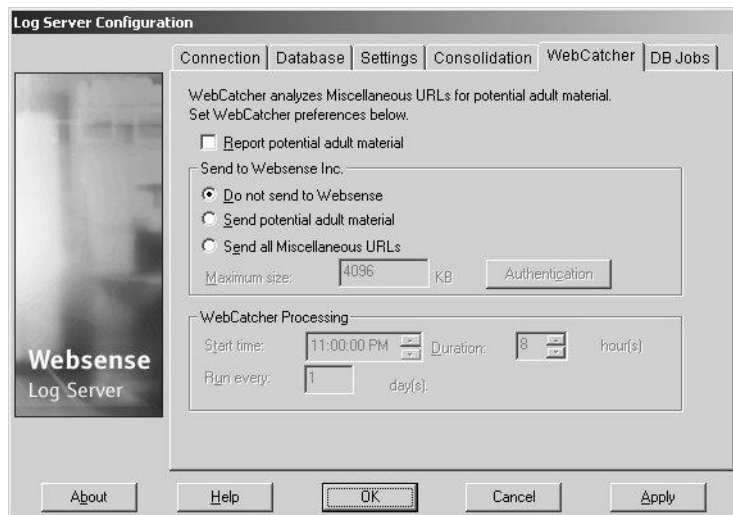 Log Server Configuration
Connection Database Settings Consolidation WebCatcher DB Jobs
WebCatcher analyzes Miscellaneous URLs for potential adult material.
Set WebCatcher preferences below.
Report potential adult material
Send to Websense Inc.
Do not send to Websense
Send potential adult material
Send all Miscellaneous URLs
Maximum size: 4096 KB Authentication
WebCatcher Processing
Start time: 11:00:00 PM Duration: 8 hour(s)
Run every: 1 day(s).
Websense
Log Server
About Help OK Cancel Apply